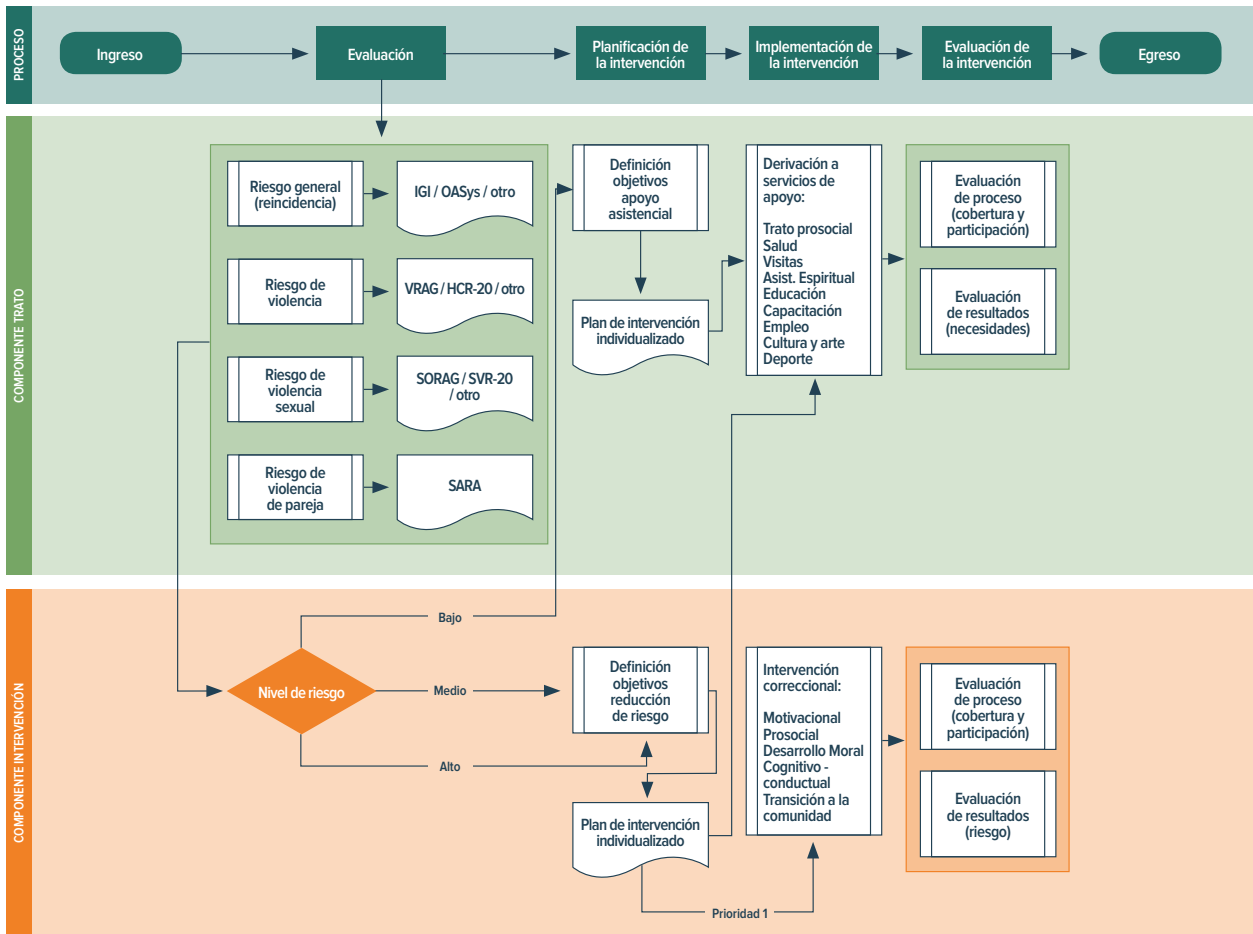 PROCESO
Ingreso
Evaluación
Planificación de
la intervención
Implementación de
la intervención
Evaluación de
la intervención
Egreso
COMPONENTE TRATO
Riesgo general
(reincidencia)
IGI / OASys / otro
Riesgo de
violencia
VRAG / HCR-20 / otro
Riesgo de
violencia
sexual
SORAG / SVR-20
/ otro
Riesgo de
violencia
de pareja
SARA
Definición
objetivos
apoyo
asistencial
Plan de intervención
individualizado
Derivación a
servicios de
apoyo:
Trato prosocial
Salud
Visitas
Asist. Espiritual
Educación
Capacitación
Empleo
Cultura y arte
Deporte
Evaluación
de proceso
(cobertura y
participación)
Evaluación
de resultados
(necesidades)
COMPONENTE INTERVENCIÓN
Nivel de riesgo
Bajo
Medio
Alto
Definición
objetivos
reducción
de riesgo
Plan de intervención
individualizado
Prioridad 1
Intervención
correccional:
Motivacional
Prosocial
Desarrollo Moral
Cognitivo -
conductual
Transición a la
comunidad
Evaluación
de proceso
(cobertura y
participación)
Evaluación
de resultados
(riesgo)